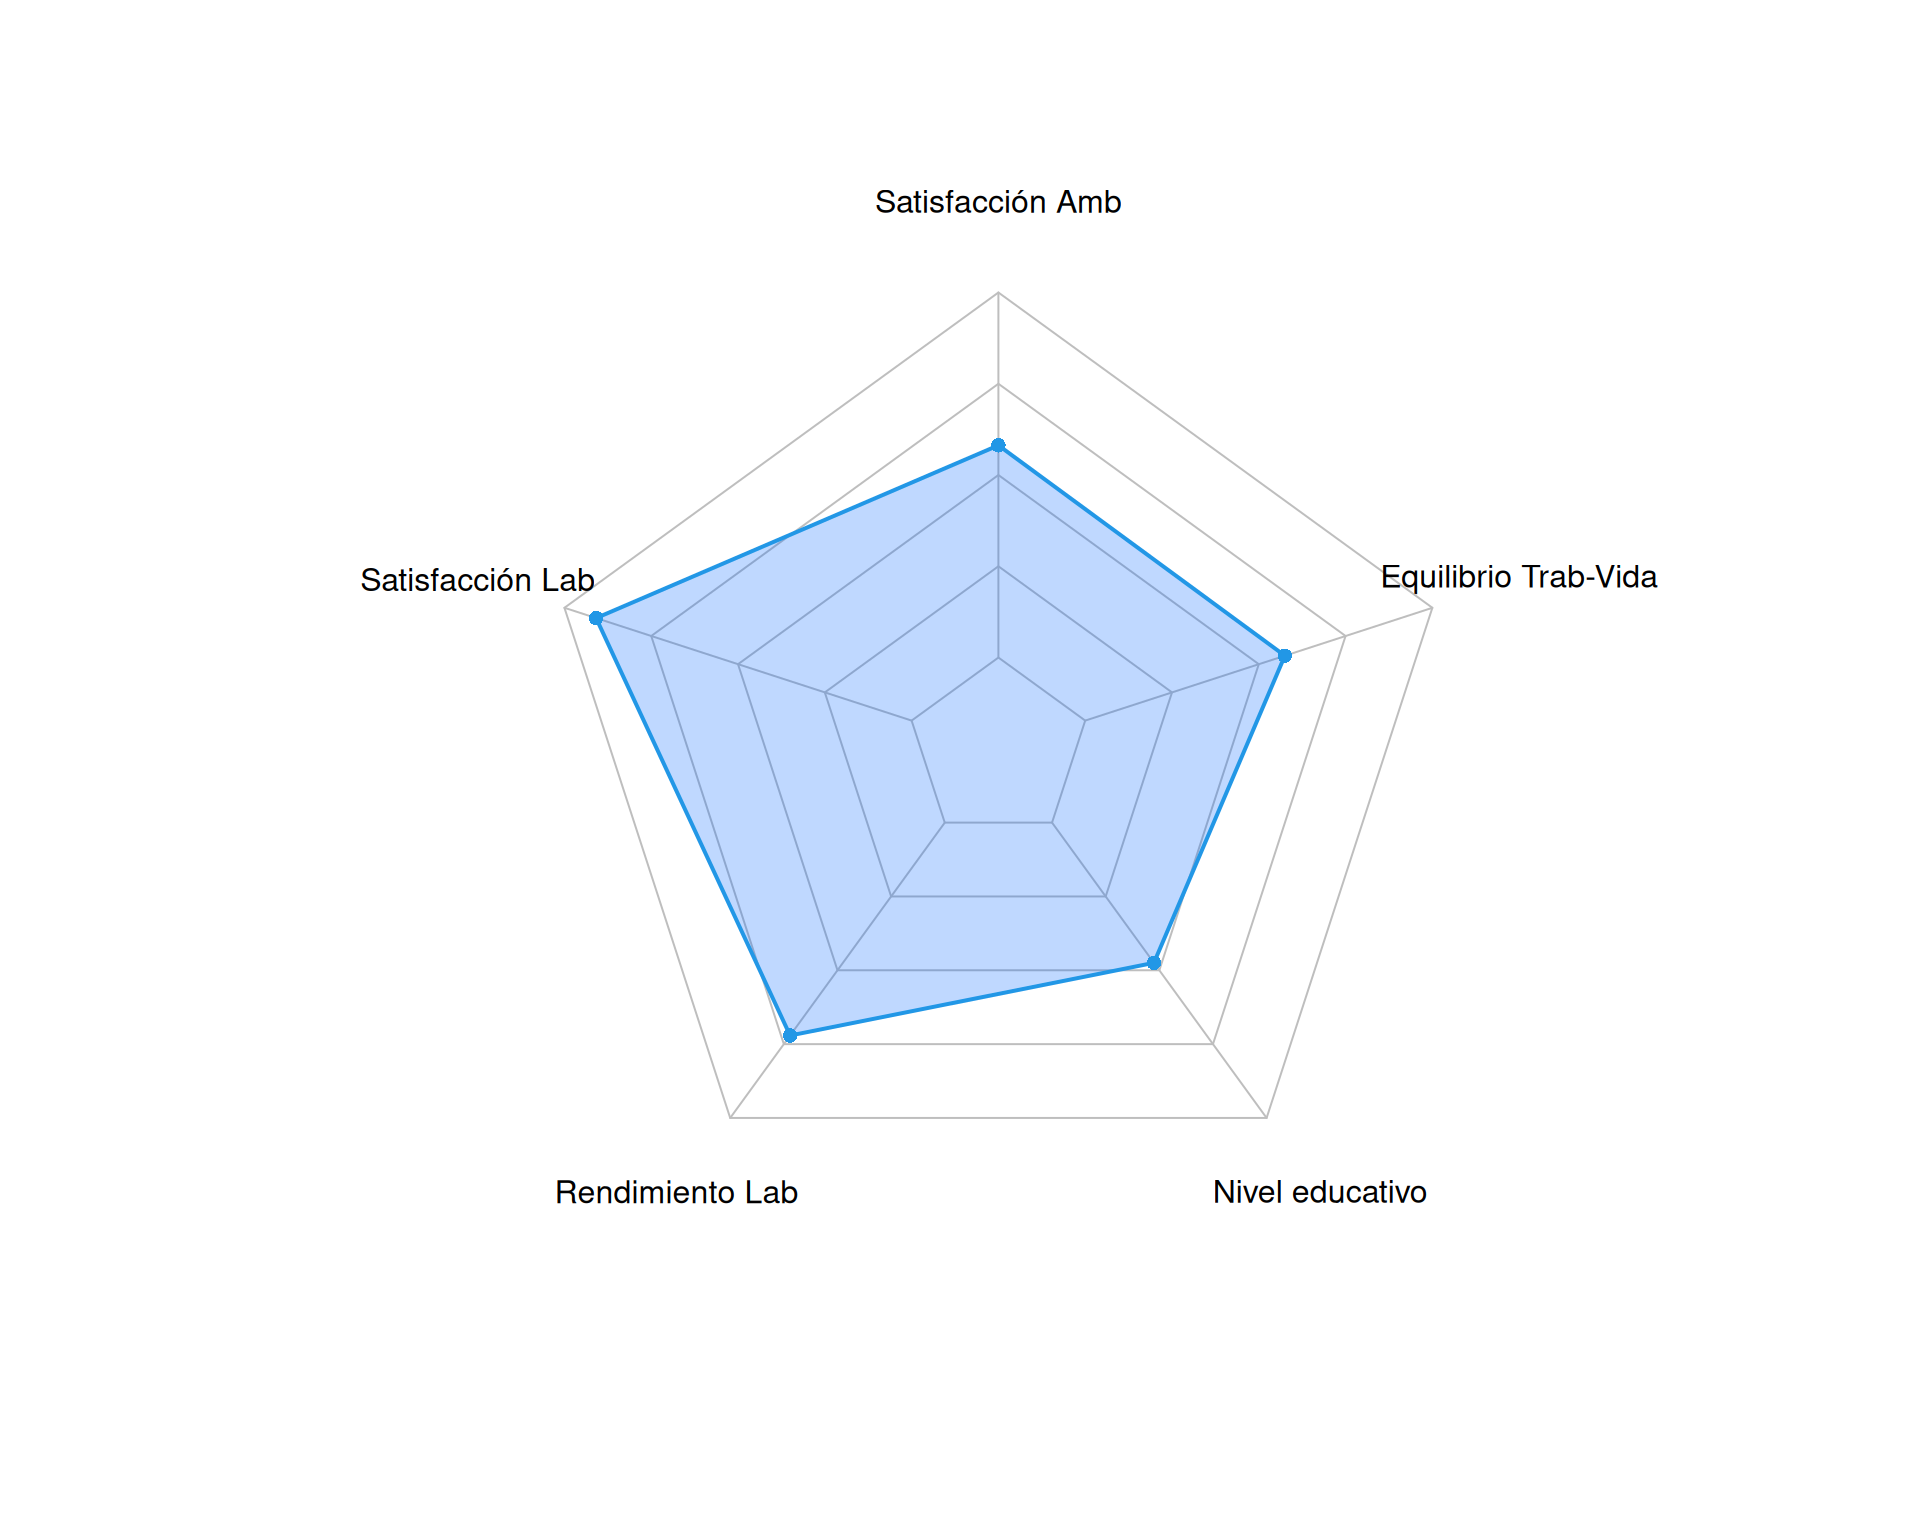 Satisfacción Amb
Satisfacción Lab
Equilibrio Trab-Vida
Rendimiento Lab
Nivel educativo